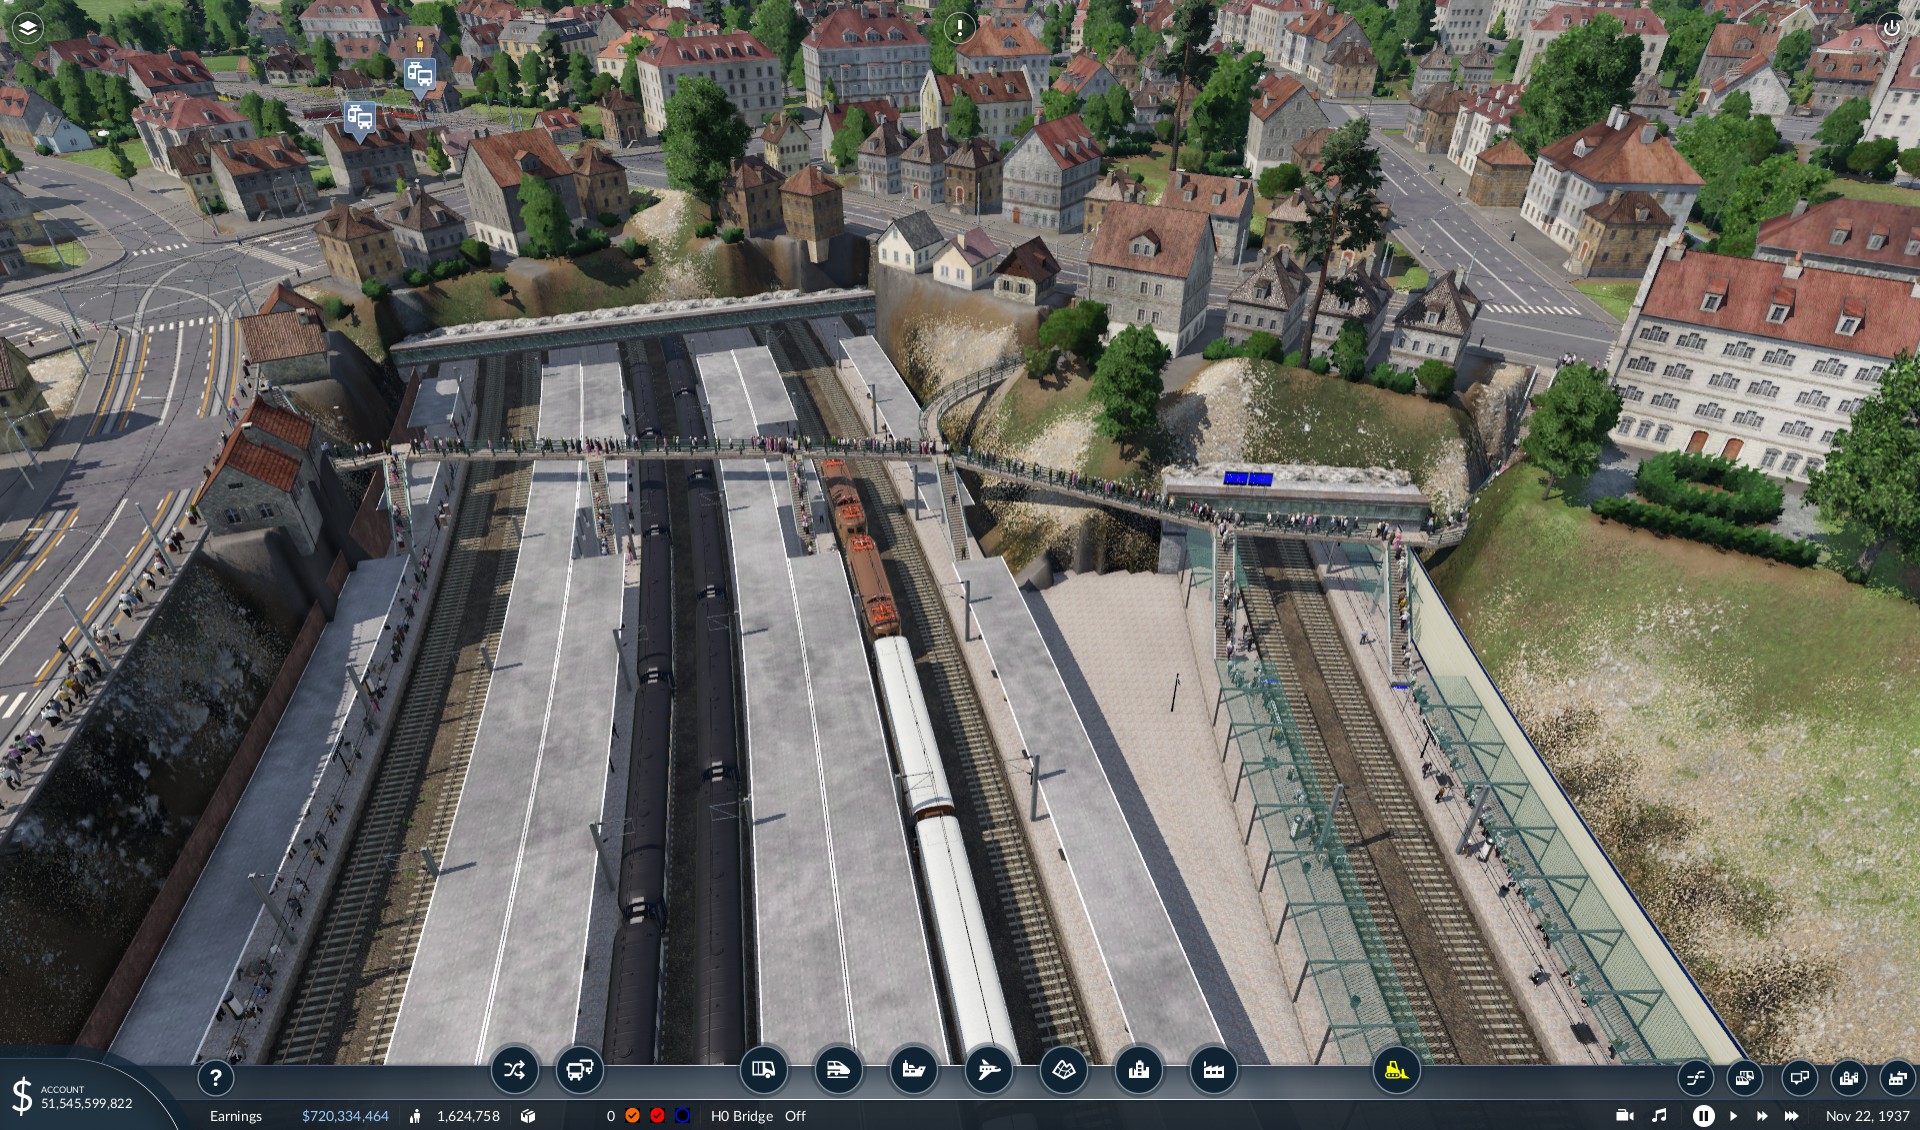 !
$ ACCOUNT
51,545,599,822
?
Earnings $720,334,464 1,624,758 0 H0 Bridge Off
Nov 22, 1937